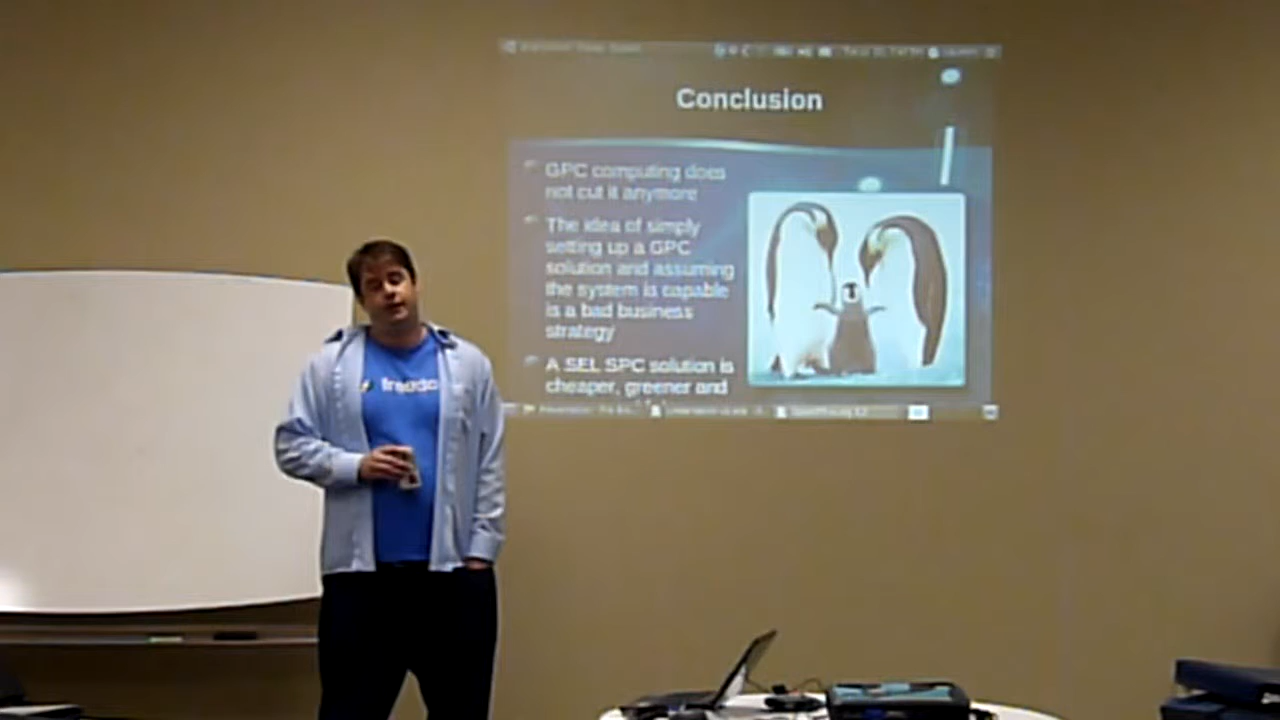 Conclusion
GPC computing does
not cut it anymore
The idea of simply
setting up a GPC
solution and assuming
the system is capable
is a bad business
strategy
A SEL SPC solution is
cheaper, greener and